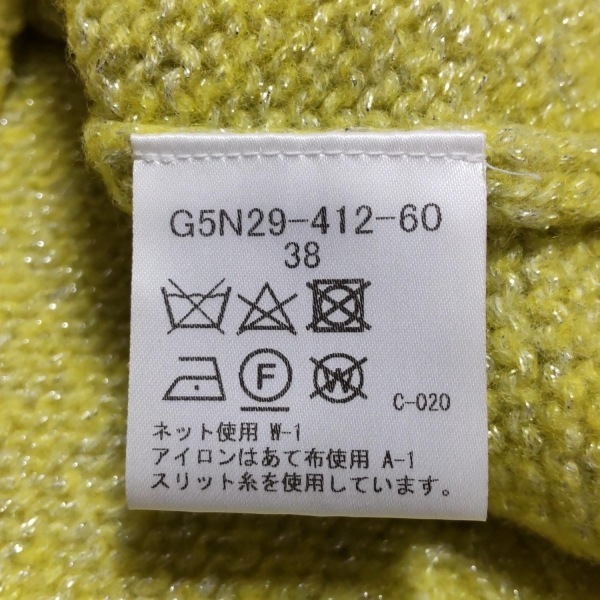 G5N29-412-60
38
F
W
C-020
ネット使用 W-1
アイロンはあて布使用 A-1
スリット糸を使用しています。